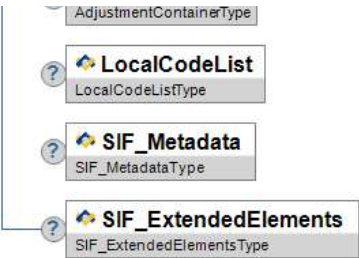 AdjustmentContainerType
? LocalCodeList
LocalCodeListType
? SIF_Metadata
SIF_MetadataType
? SIF_ExtendedElements
SIF_ExtendedElementsType